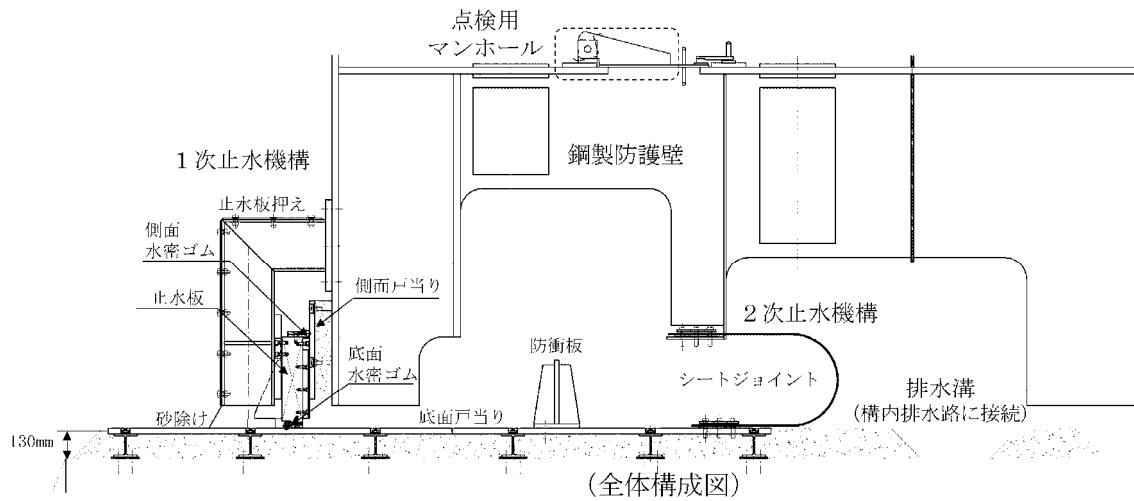 点検用
マンホール
1次止水機構
鋼製防護壁
止水板押え
側面
水密ゴム
側面戸当り
止水板
2次止水機構
防衝板
底面
水密ゴム
シートジョイント
排水溝
(構内排水路に接続)
砂除け
底面戸当り
130mm
(全体構成図)